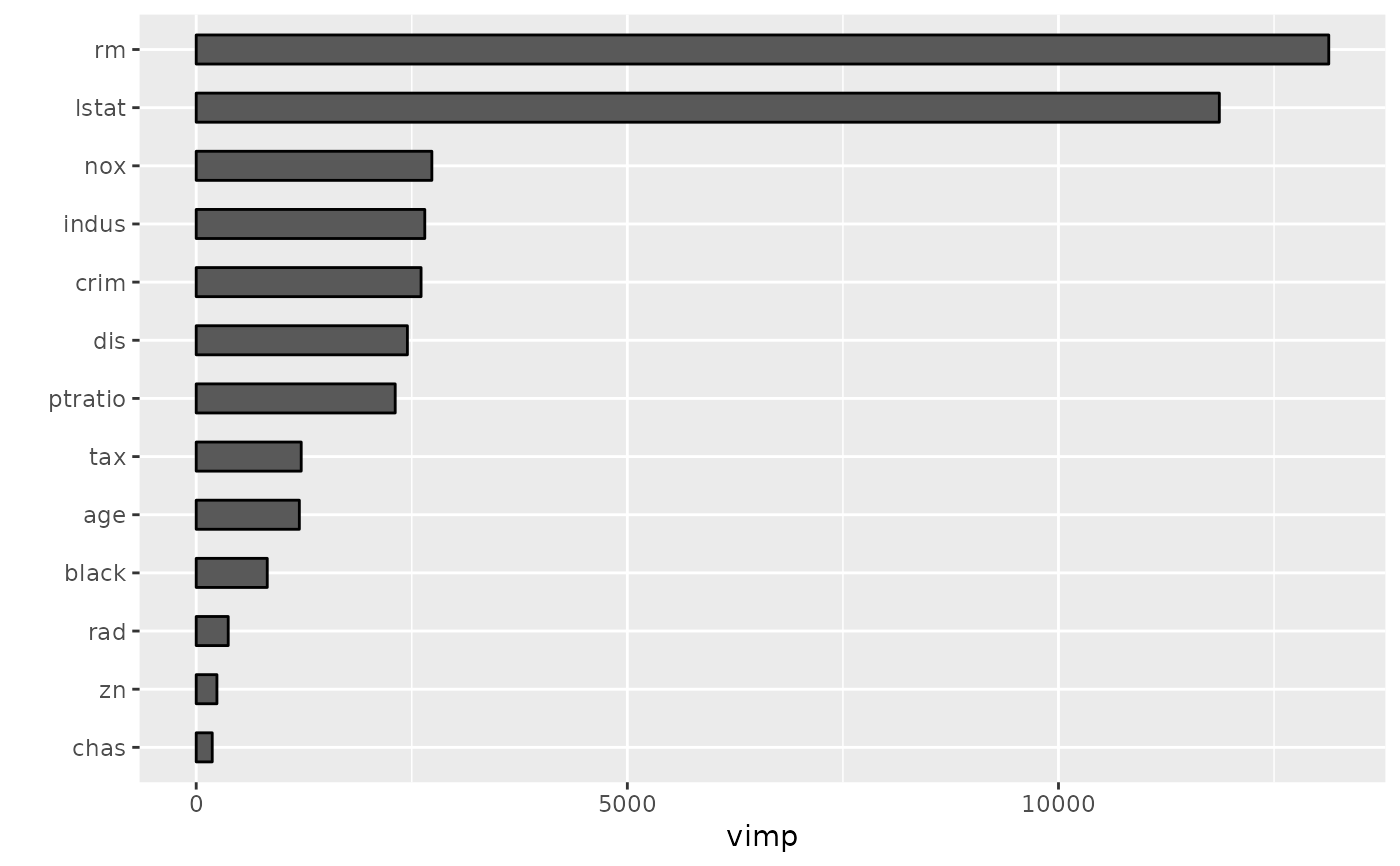 rm
lstat
nox
indus
crim
dis
ptratio
tax
age
black
rad
zn
chas
0 5000 10000
vimp